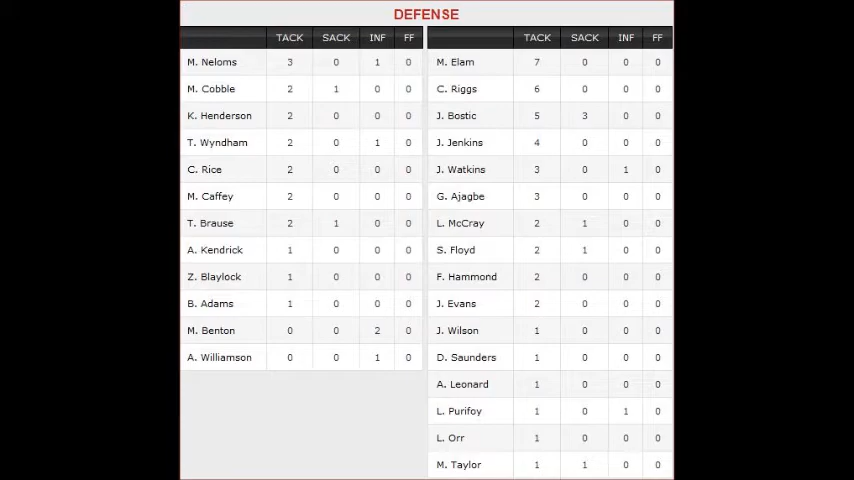 DEFENSE
TACK SACK INF FF
M. Neloms 3 0 1 0
M. Cobble 2 1 0 0
K. Henderson 2 0 0 0
T. Wyndham 2 0 1 0
C. Rice 2 0 0 0
M. Caffey 2 0 0 0
T. Brause 2 1 0 0
A. Kendrick 1 0 0 0
Z. Blaylock 1 0 0 0
B. Adams 1 0 0 0
M. Benton 0 0 2 0
A. Williamson 0 0 1 0
TACK SACK INF FF
M. Elam 7 0 0 0
C. Riggs 6 0 0 0
J. Bostic 5 3 0 0
J. Jenkins 4 0 0 0
J. Watkins 3 0 1 0
G. Ajagbe 3 0 0 0
L. McCray 2 1 0 0
S. Floyd 2 1 0 0
F. Hammond 2 0 0 0
J. Evans 2 0 0 0
J. Wilson 1 0 0 0
D. Saunders 1 0 0 0
A. Leonard 1 0 0 0
L. Purifoy 1 0 1 0
L. Orr 1 0 0 0
M. Taylor 1 1 0 0